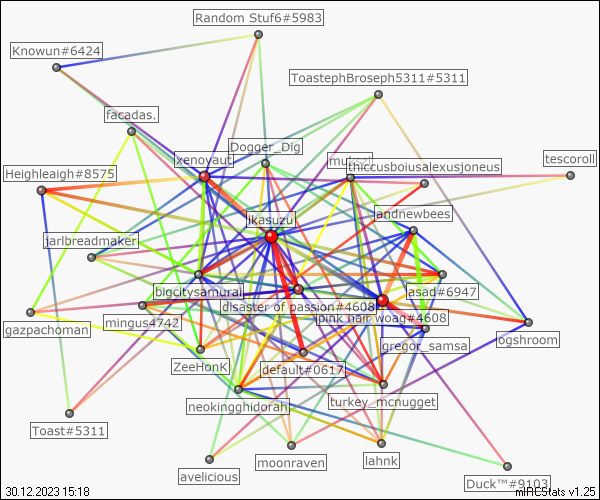 Random Stuf6#5983
Knowun#6424
ToastephBroseph5311#5311
facadas.
Dogger_Dig
xenovaut
thiccusboiusalexusjoneus
tescoroll
Heighleaigh#8575
jkasuzu
andnewbees
jarlbreadmaker
bigcitysamurai
asad#6947
disaster of passion#4608
pink hair woag#4608
gazpachoman
mingus4742
gregor_samsa
ogshroom
ZeeHonK
default#0617
neokingghidorah
turkey_mcnugget
Toast#5311
avelicious
moonraven
lahnk
Duck™#9103
30.12.2023 15:18
mIRCStats v1.25